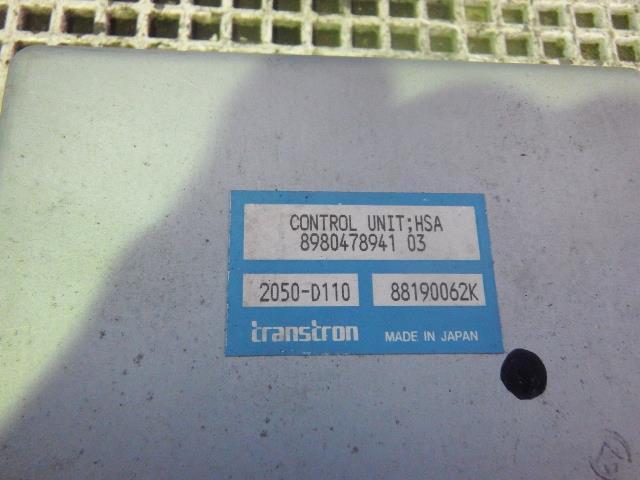 CONTROL UNIT;HSA
8980478941 03
2050-D110 88190062K
transtron MADE IN JAPAN